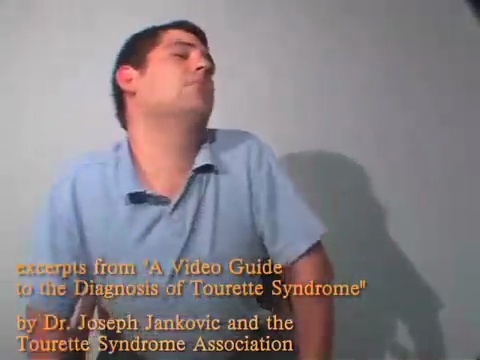 excerpts from "A Video Guide
to the Diagnosis of Tourette Syndrome"
by Dr. Joseph Jankovic and the
Tourette Syndrome Association